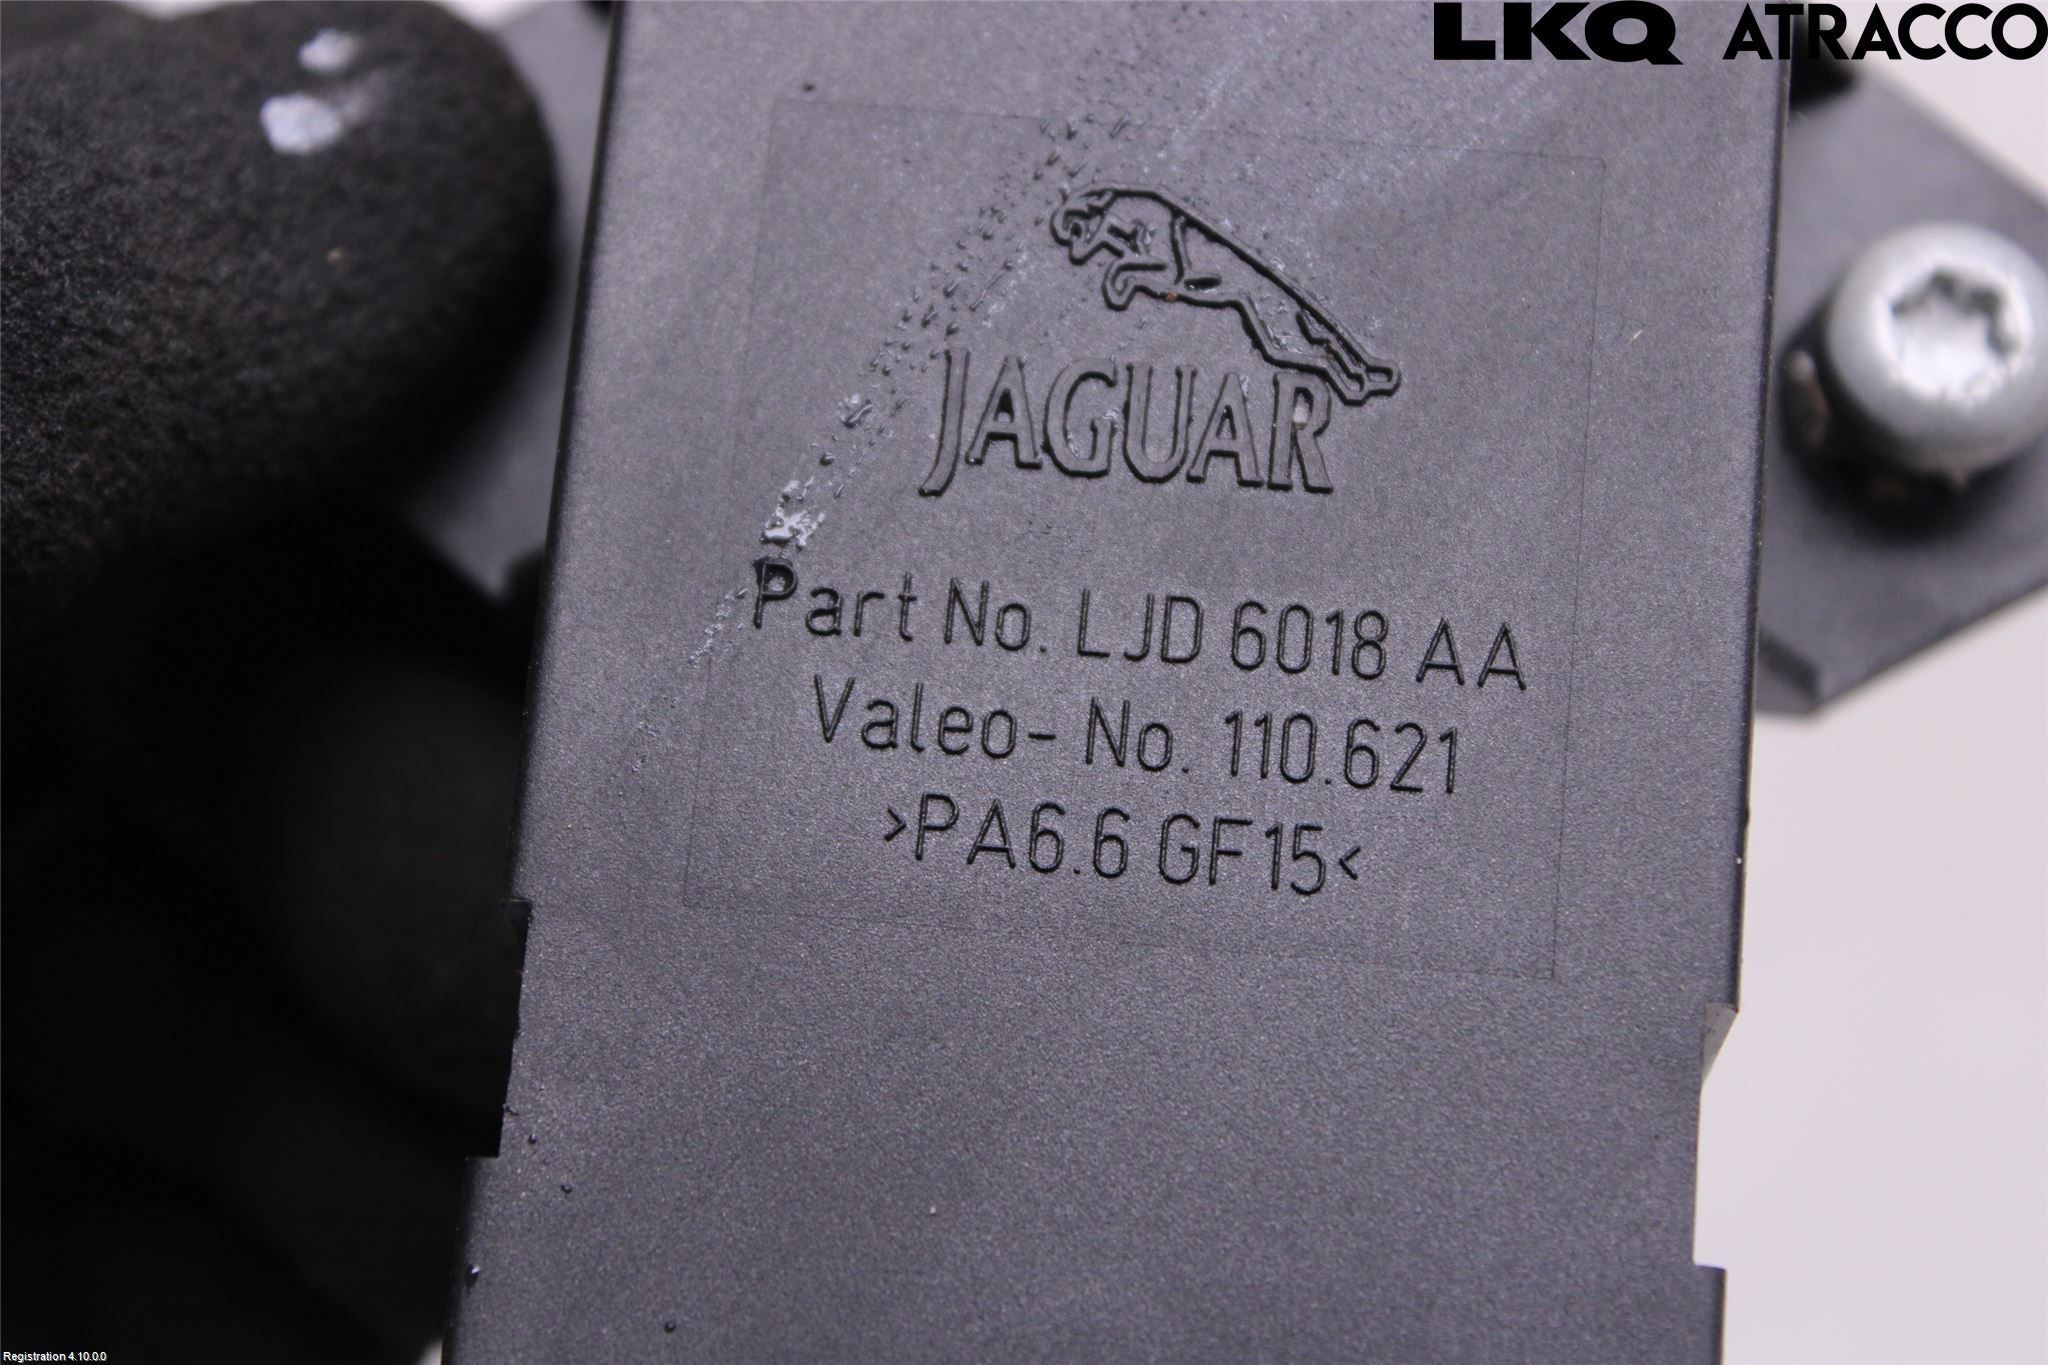 LKQ ATRACCO
JAGUAR
Part No. LJD 6018 AA
Valeo- No. 110.621
>PA6.6 GF15<
Registration 4.10.0.0